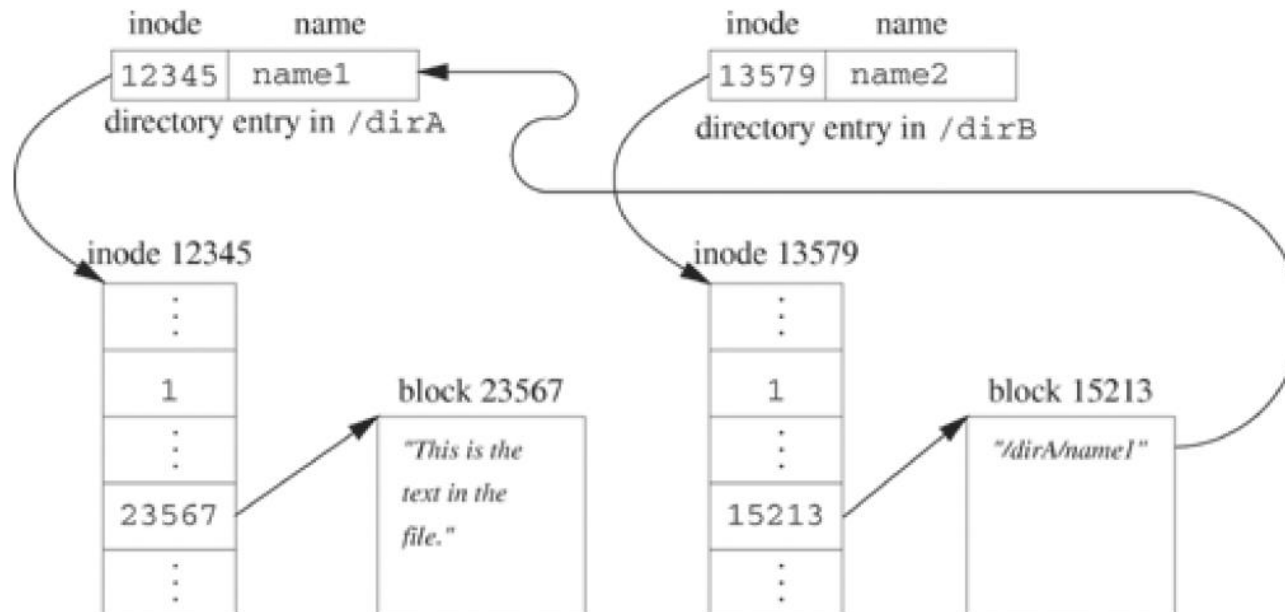 inode name
12345 name1
directory entry in /dirA
inode name
13579 name2
directory entry in /dirB
inode 12345
1
23567
block 23567
"This is the
text in the
file."
inode 13579
1
15213
block 15213
"/dirA/name1"